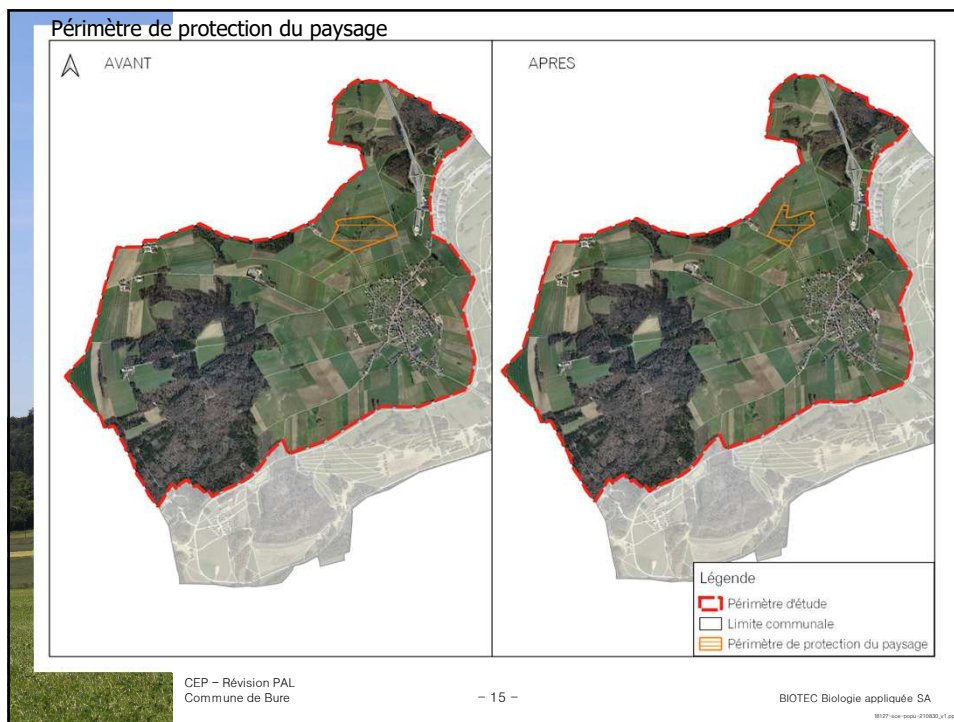 Périmètre de protection du paysage
AVANT
APRES
Légende
Périmètre d'étude
Limite communale
Périmètre de protection du paysage
CEP – Révision PAL
Commune de Bure
– 15 –
BIOTEC Biologie appliquée SA